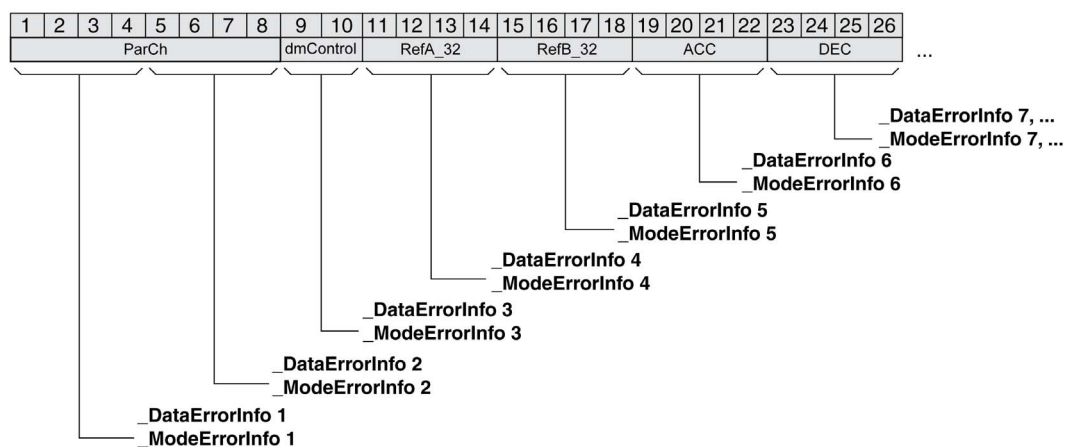 1 2 3 4 5 6 7 8 9 10 11 12 13 14 15 16 17 18 19 20 21 22 23 24 25 26
ParCh dmControl RefA_32 RefB_32 ACC DEC ...
_DataErrorInfo 7, ...
_ModeErrorInfo 7, ...
_DataErrorInfo 6
_ModeErrorInfo 6
_DataErrorInfo 5
_ModeErrorInfo 5
_DataErrorInfo 4
_ModeErrorInfo 4
_DataErrorInfo 3
_ModeErrorInfo 3
_DataErrorInfo 2
_ModeErrorInfo 2
_DataErrorInfo 1
_ModeErrorInfo 1